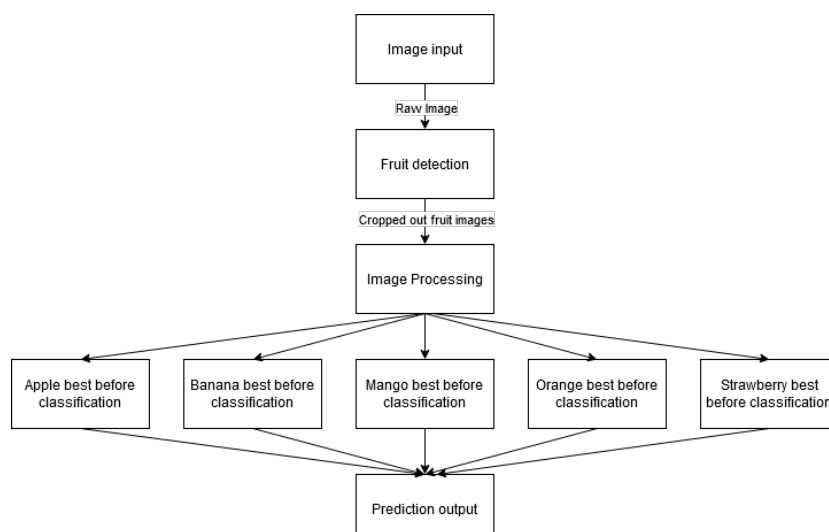 Image input
Raw Image
Fruit detection
Cropped out fruit images
Image Processing
Apple best before
classification
Banana best before
classification
Mango best before
classification
Orange best before
classification
Strawberry best
before classification
Prediction output